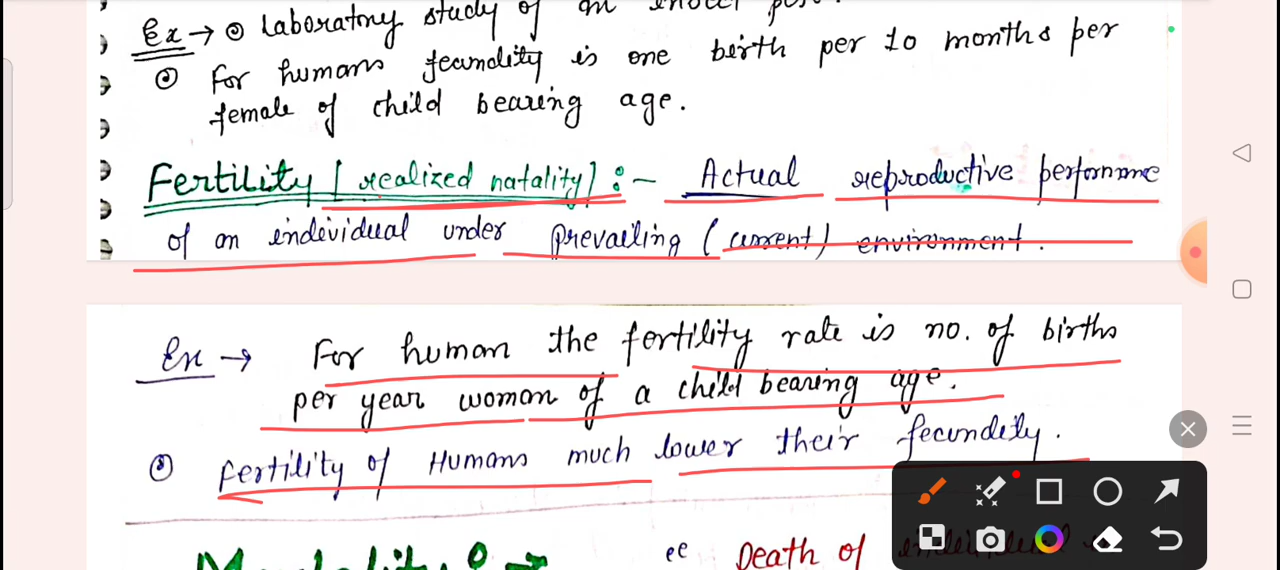 Ex → ⊙ Laboratory study of an
⊙ For humans fecundity is one birth per 10 months per
female of child bearing age.
Fertility [realized natality] :- Actual reproductive performance
of an individual under prevailing (current) environment.
Ex → For human the fertility rate is no. of births
per year woman of a child bearing age.
⊙ Fertility of Humans much lower their fecundity.
Mortality : →
Death of